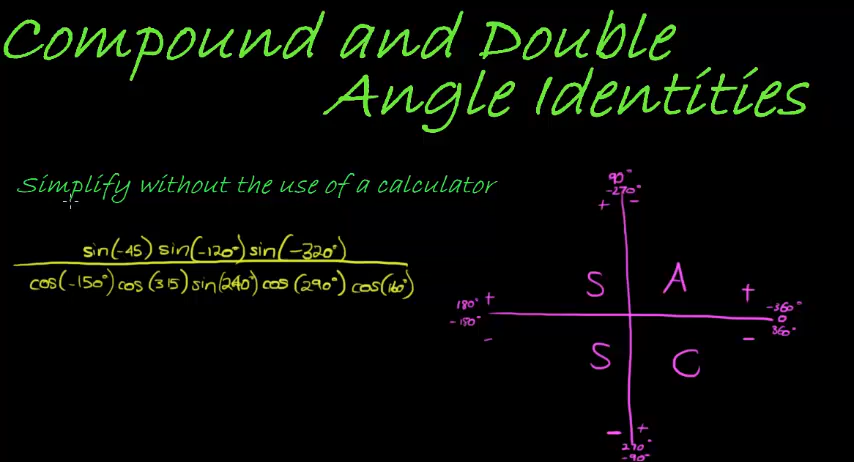 Compound and Double
Angle Identities
Simplify without the use of a calculator
sin(-45) sin(-120°) sin(-320°)
cos(-150°) cos (315) sin(240°) cos (290°) cos(160°)
90°
-270°
+ -
S A
180° + + -360°
0
-180° 360°
- -
S C
- +
270°
-90°